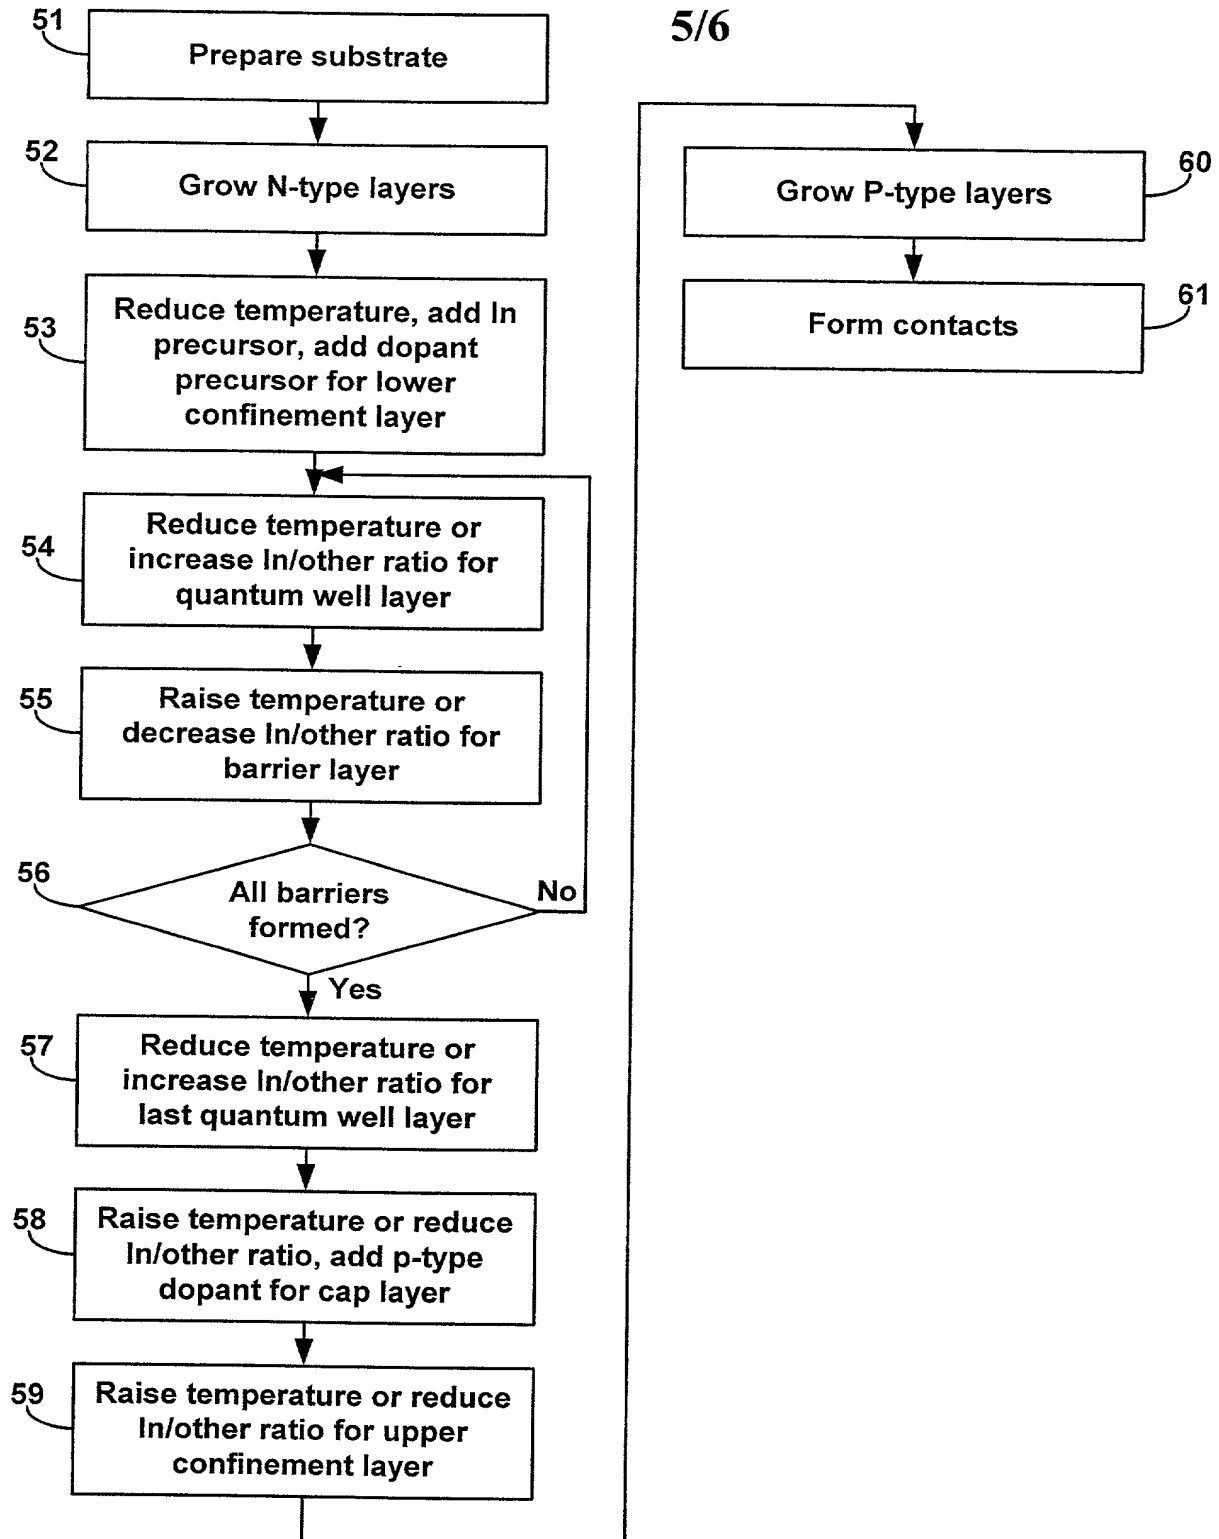 5/6
51
Prepare substrate
52
Grow N-type layers
53
Reduce temperature, add In
precursor, add dopant
precursor for lower
confinement layer
54
Reduce temperature or
increase In/other ratio for
quantum well layer
55
Raise temperature or
decrease In/other ratio for
barrier layer
56
All barriers
formed?
No
Yes
57
Reduce temperature or
increase In/other ratio for
last quantum well layer
58
Raise temperature or reduce
In/other ratio, add p-type
dopant for cap layer
59
Raise temperature or reduce
In/other ratio for upper
confinement layer
60
Grow P-type layers
61
Form contacts